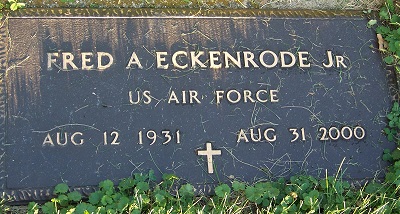 FRED A ECKENRODE JR
US AIR FORCE
AUG 12 1931 AUG 31 2000